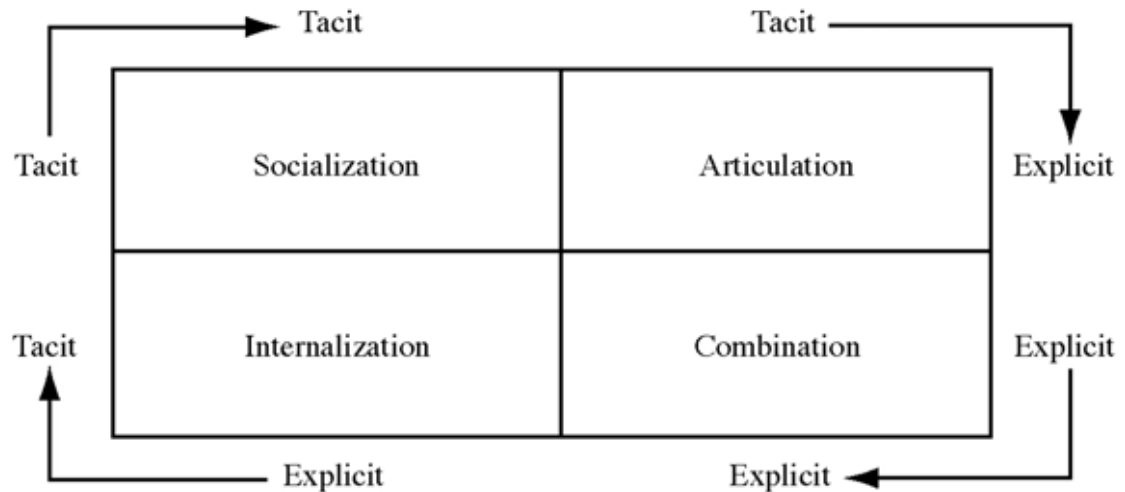 Tacit Tacit
Tacit Socialization Articulation Explicit
Tacit Internalization Combination Explicit
Explicit Explicit